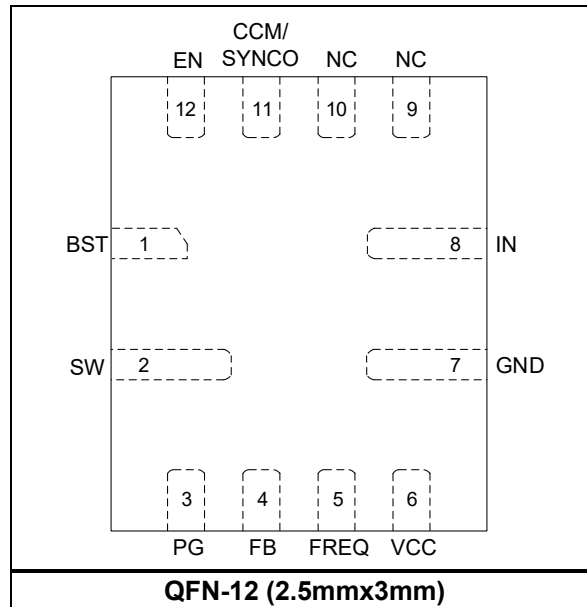 CCM/
EN SYNCO NC NC
12 11 10 9
BST 1 8 IN
SW 2 7 GND
3 4 5 6
PG FB FREQ VCC
QFN-12 (2.5mmx3mm)